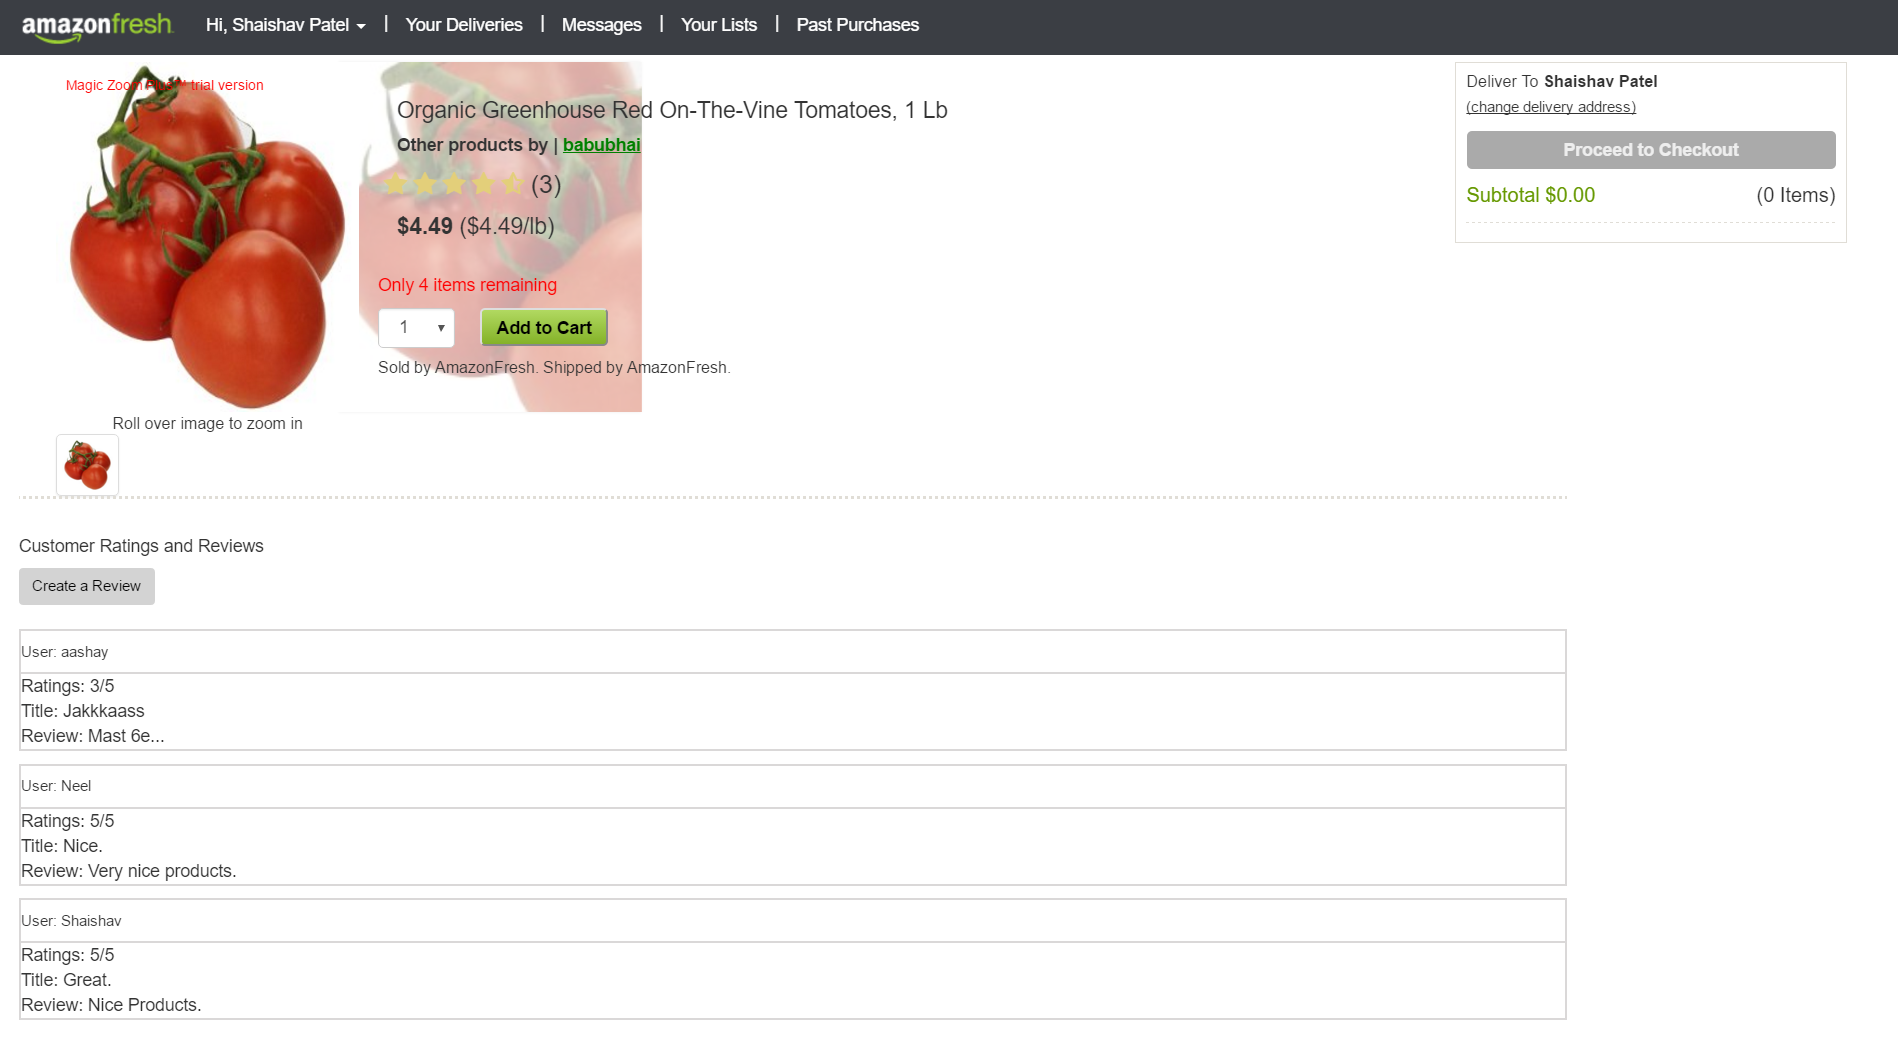 amazonfresh
Hi, Shaishav Patel | Your Deliveries | Messages | Your Lists | Past Purchases
Magic Zoom Plus™ trial version
Organic Greenhouse Red On-The-Vine Tomatoes, 1 Lb
Other products by | babubhai
(3)
$4.49 ($4.49/lb)
Only 4 items remaining
1 Add to Cart
Sold by AmazonFresh. Shipped by AmazonFresh.
Roll over image to zoom in
Deliver To Shaishav Patel
(change delivery address)
Proceed to Checkout
Subtotal $0.00 (0 Items)
Customer Ratings and Reviews
Create a Review
User: aashay
Ratings: 3/5
Title: Jakkkaass
Review: Mast 6e...
User: Neel
Ratings: 5/5
Title: Nice.
Review: Very nice products.
User: Shaishav
Ratings: 5/5
Title: Great.
Review: Nice Products.